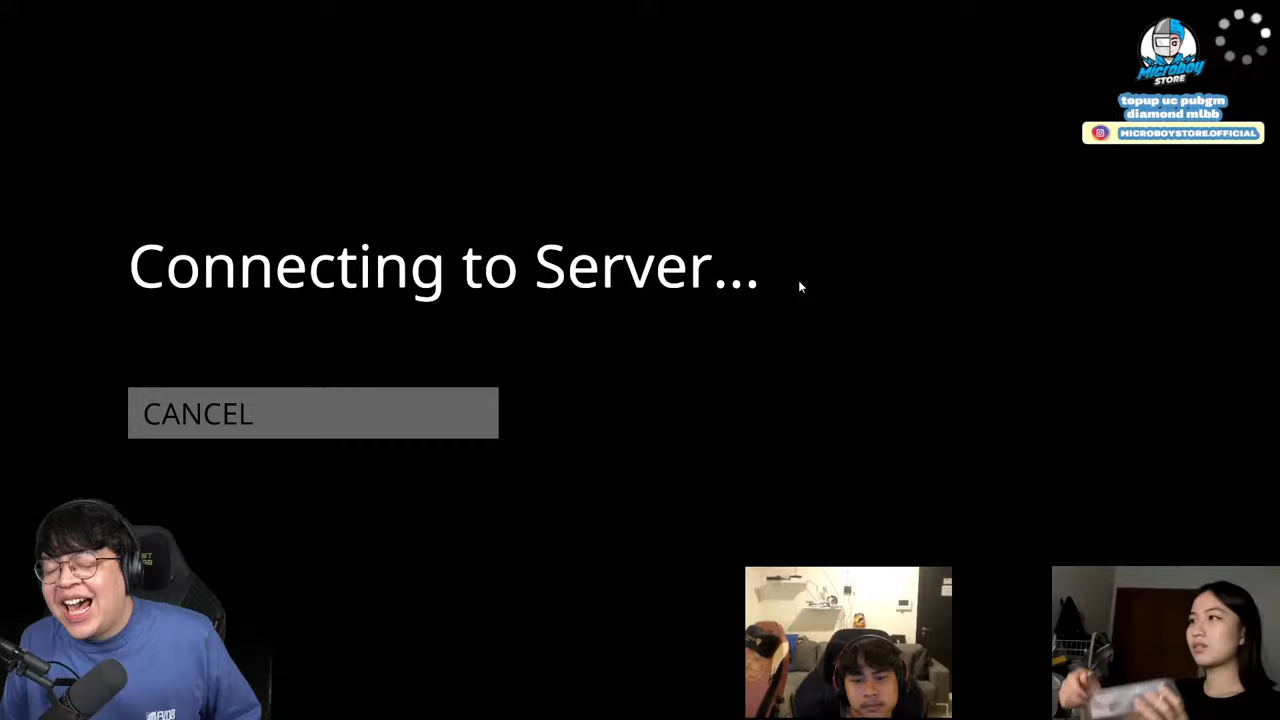 Microboy
STORE
topup uc pubgm
diamond mlbb
MICROBOYSTORE.OFFICIAL
Connecting to Server...
CANCEL